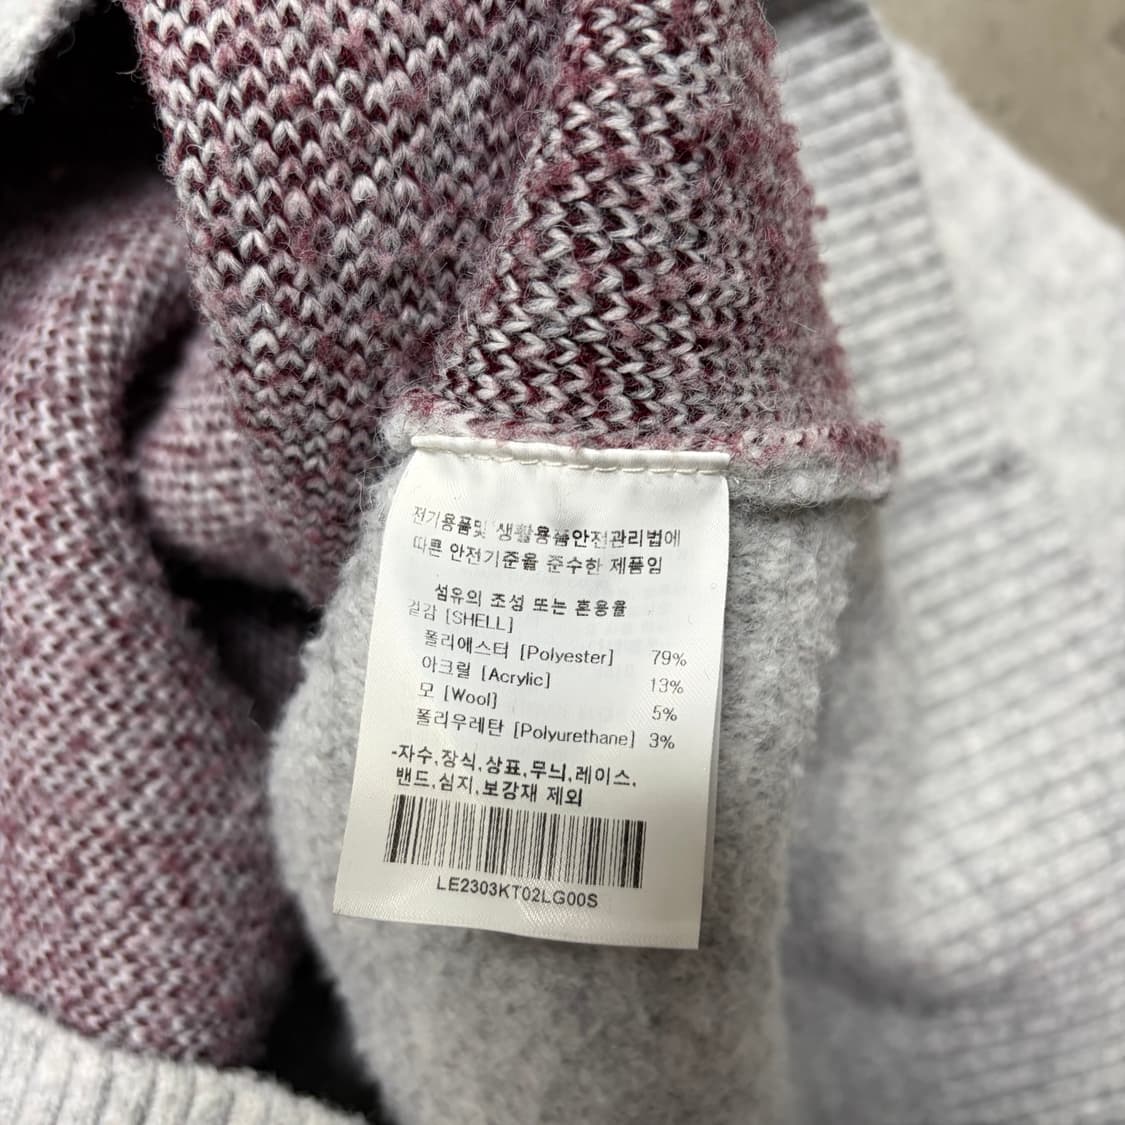 전기용품및 생활용품안전관리법에
따른 안전기준을 준수한 제품임
섬유의 조성 또는 혼용율
겉감 [SHELL]
폴리에스터 [Polyester] 79%
아크릴 [Acrylic] 13%
모 [Wool] 5%
폴리우레탄 [Polyurethane] 3%
-자수,장식,상표,무늬,레이스,
밴드,심지,보강재 제외
LE2303KT02LG00S